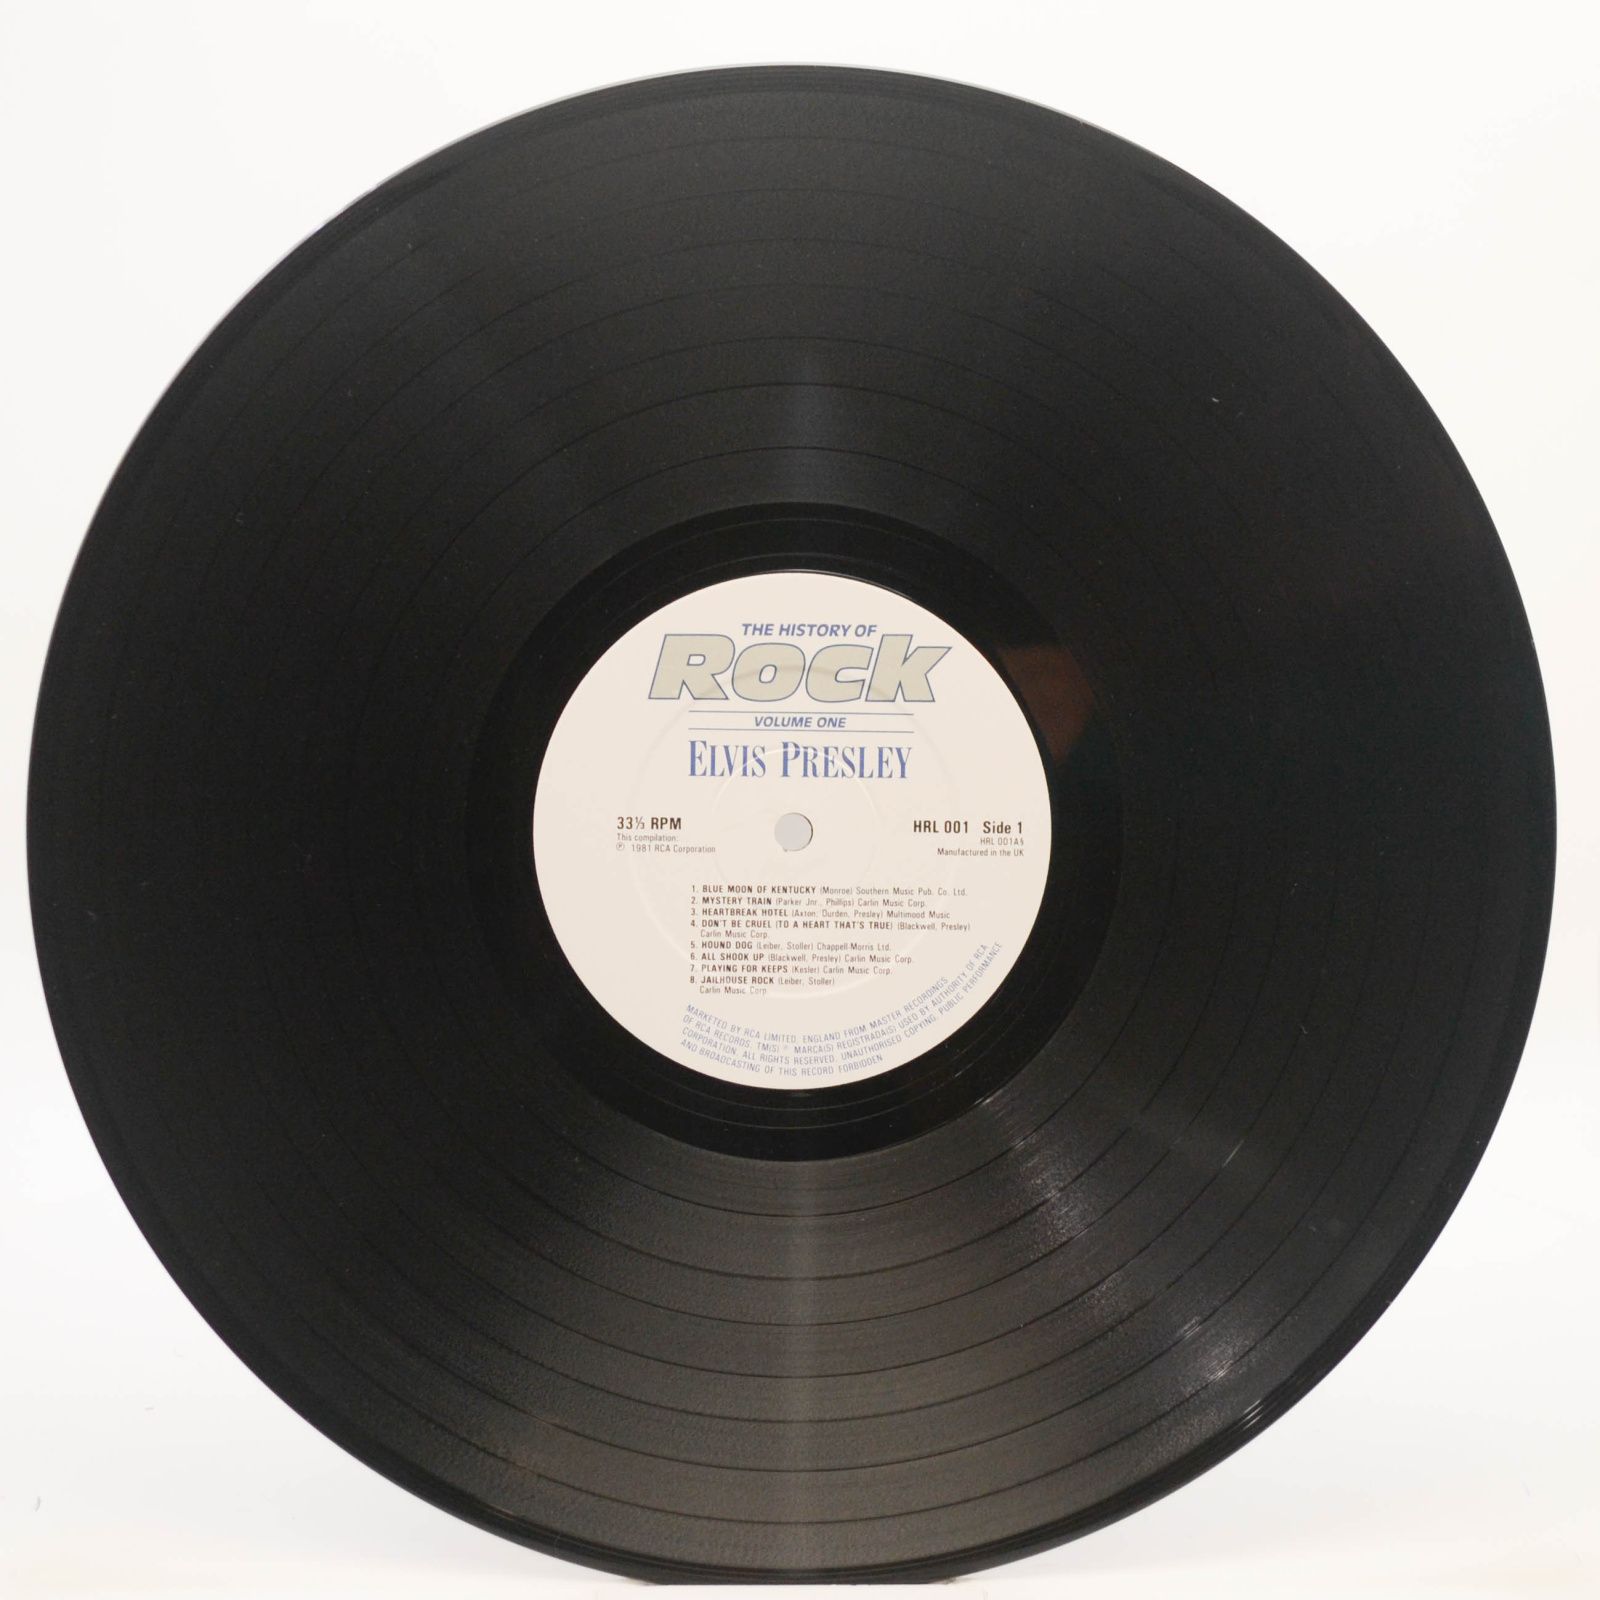 THE HISTORY OF
ROCK
VOLUME ONE
ELVIS PRESLEY
33⅓ RPM
This compilation:
℗ 1981 RCA Corporation
HRL 001 Side 1
HRL 001A§
Manufactured in the UK
1. BLUE MOON OF KENTUCKY (Monroe) Southern Music Pub. Co. Ltd.
2. MYSTERY TRAIN (Parker Jnr., Phillips) Carlin Music Corp.
3. HEARTBREAK HOTEL (Axton, Durden, Presley) Multimood Music
4. DON'T BE CRUEL (TO A HEART THAT'S TRUE) (Blackwell, Presley)
Carlin Music Corp.
5. HOUND DOG (Leiber, Stoller) Chappell-Morris Ltd.
6. ALL SHOOK UP (Blackwell, Presley) Carlin Music Corp.
7. PLAYING FOR KEEPS (Kesler) Carlin Music Corp.
8. JAILHOUSE ROCK (Leiber, Stoller)
Carlin Music Corp.
MARKETED BY RCA LIMITED. ENGLAND FROM MASTER RECORDINGS
OF RCA RECORDS. TM(S) ® MARCA(S) REGISTRADA(S) USED BY AUTHORITY OF RCA
CORPORATION. ALL RIGHTS RESERVED. UNAUTHORISED COPYING, PUBLIC PERFORMANCE
AND BROADCASTING OF THIS RECORD FORBIDDEN